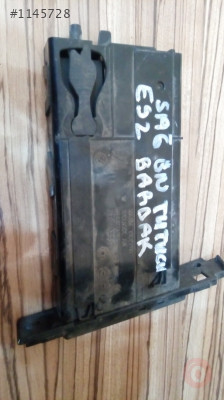 #1145728
SAĞ ÖN TUTUCU
E92
BARDAK